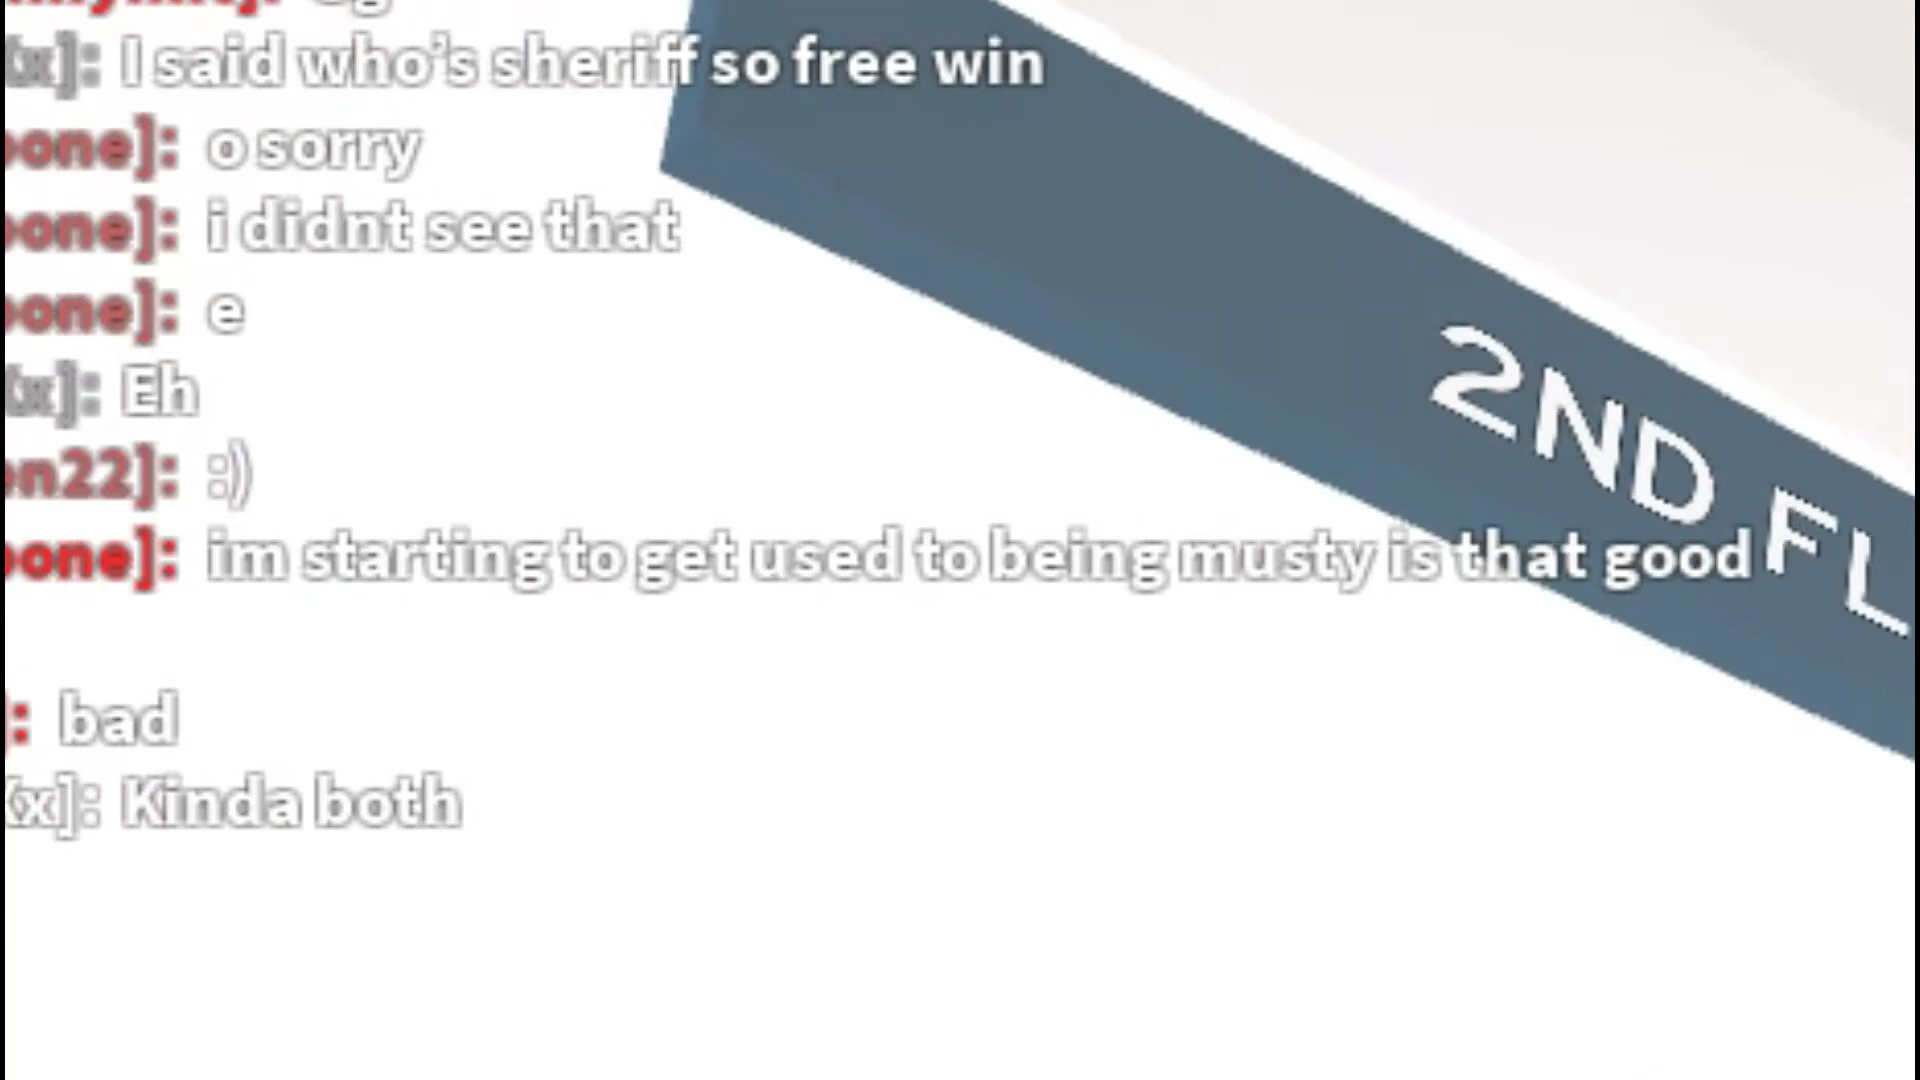 x]: I said who's sheriff so free win
one]: o sorry
one]: i didnt see that
one]: e
x]: Eh
n22]: :)
one]: im starting to get used to being musty is that good
]: bad
x]: Kinda both
2ND FL